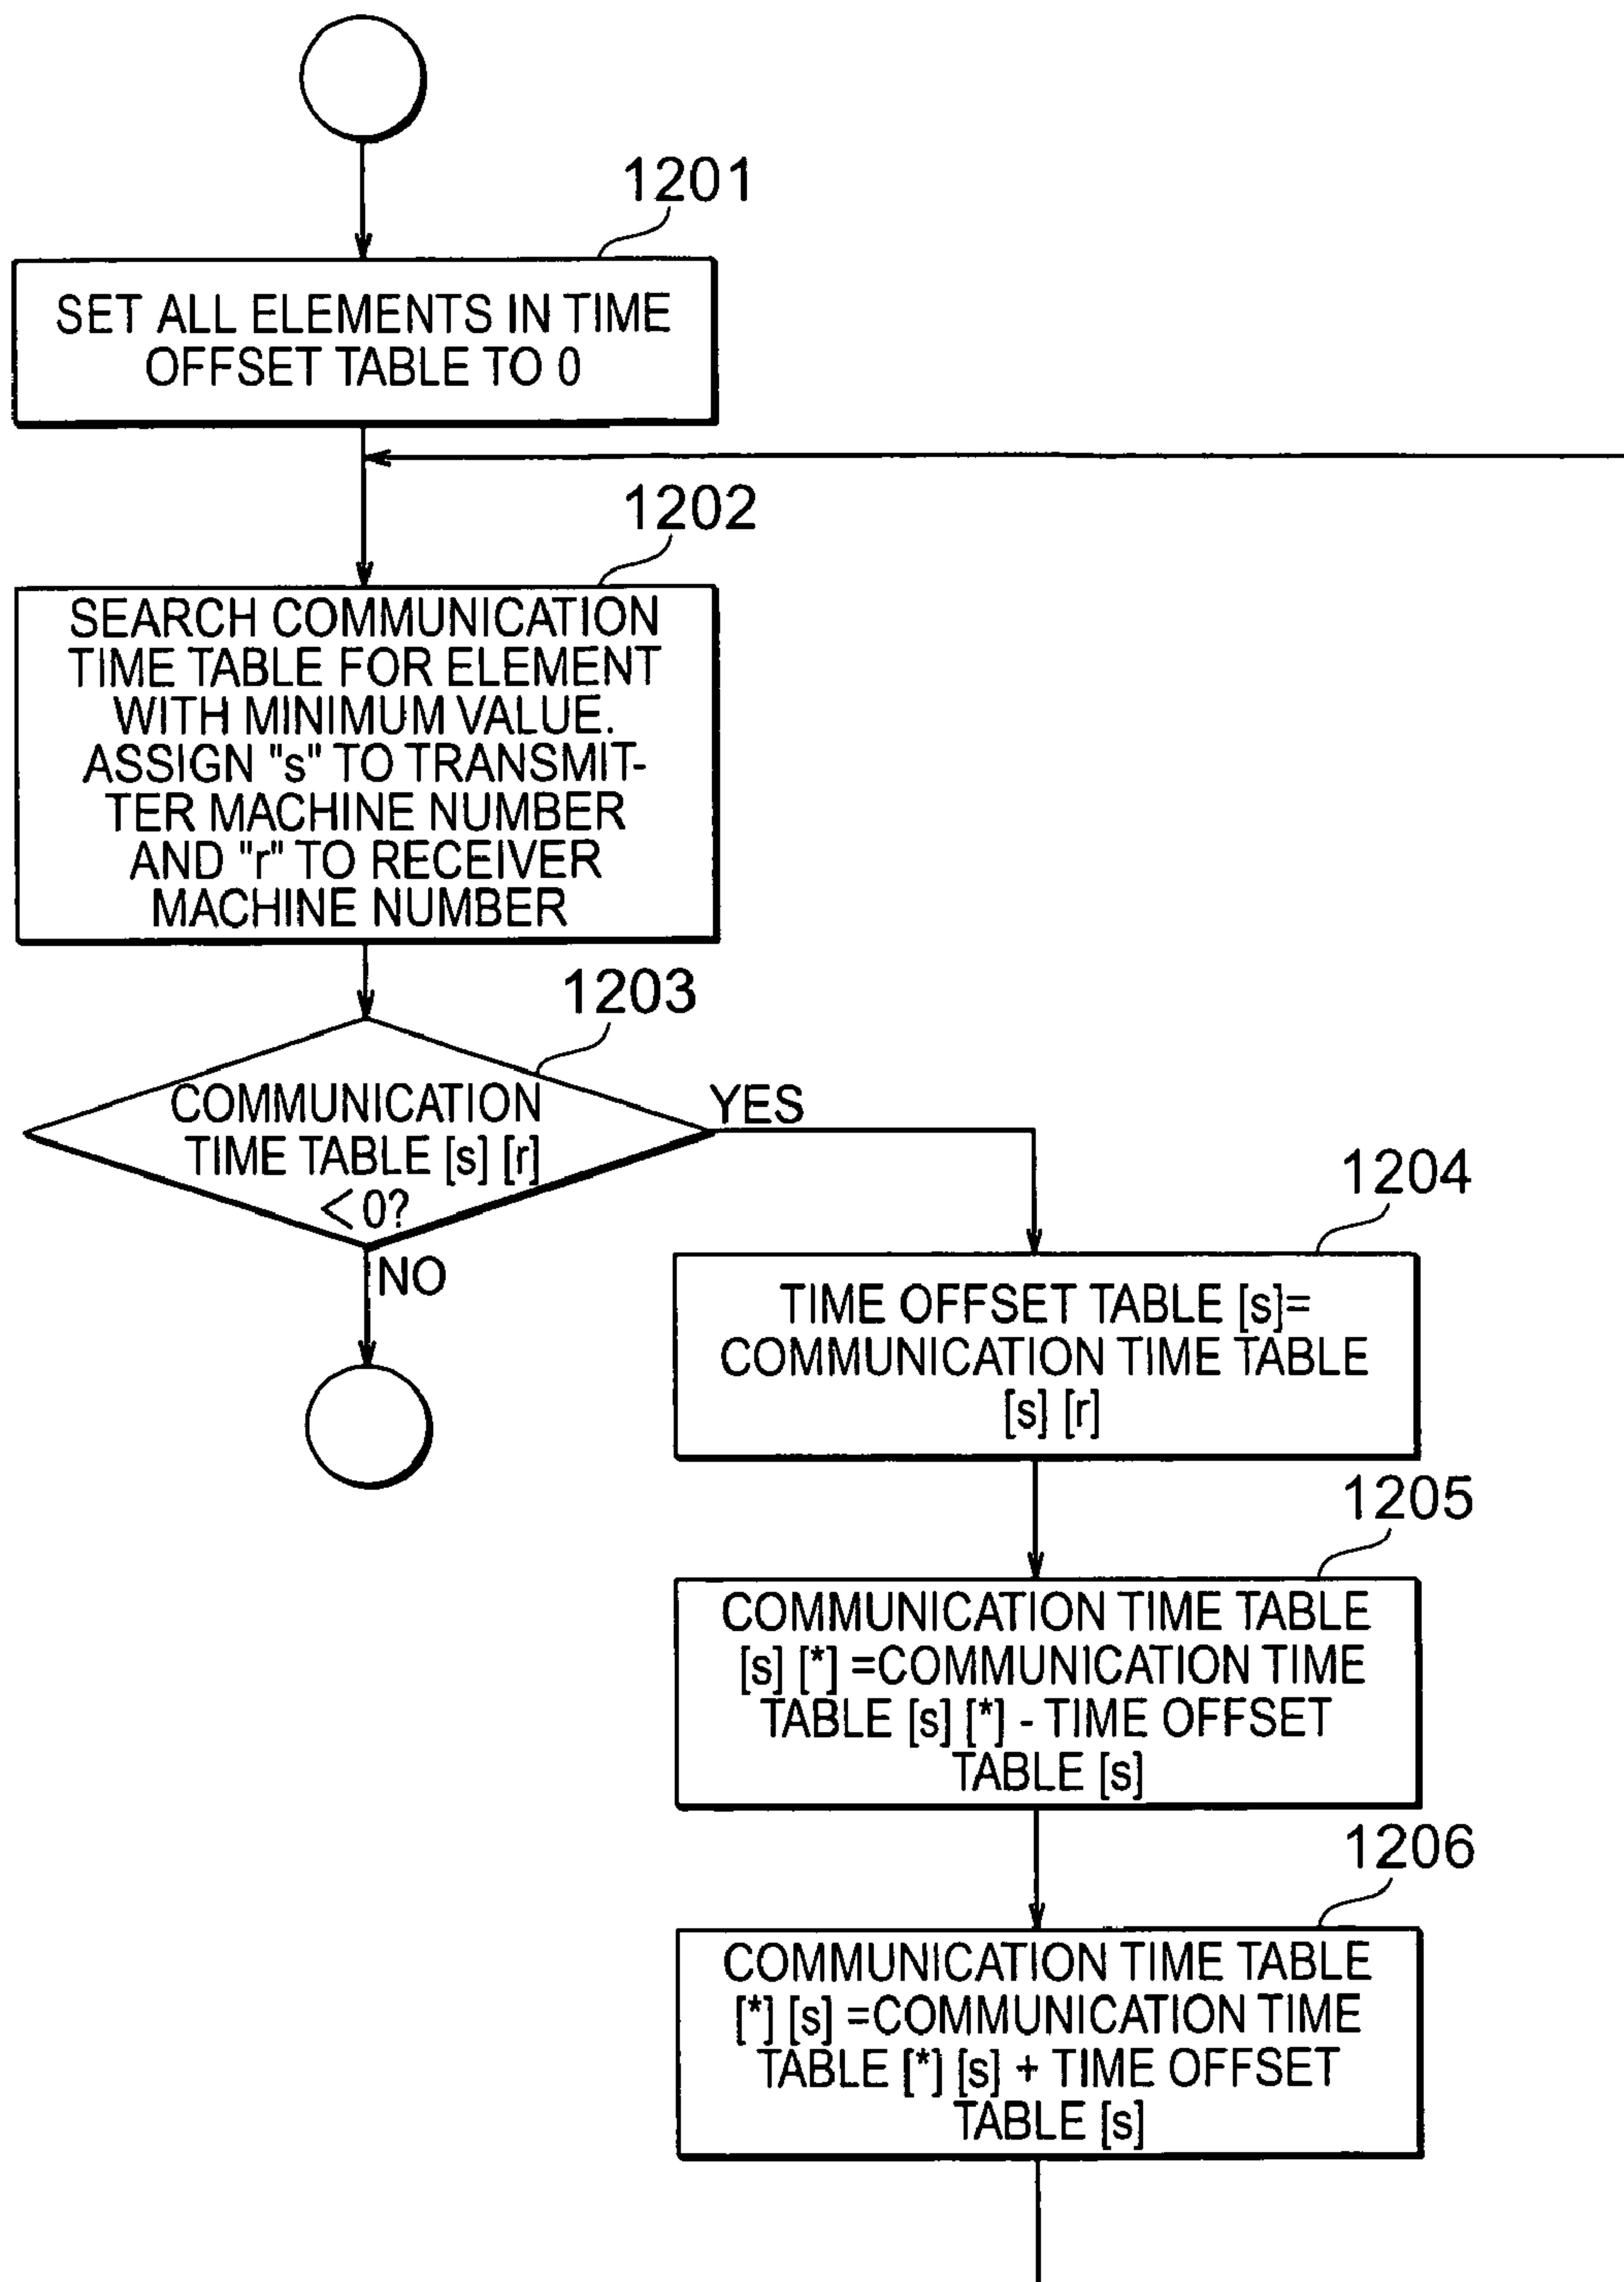 1201
SET ALL ELEMENTS IN TIME
OFFSET TABLE TO 0
1202
SEARCH COMMUNICATION
TIME TABLE FOR ELEMENT
WITH MINIMUM VALUE.
ASSIGN "s" TO TRANSMIT-
TER MACHINE NUMBER
AND "r" TO RECEIVER
MACHINE NUMBER
1203
COMMUNICATION
TIME TABLE [s] [r]
<0?
YES
NO
1204
TIME OFFSET TABLE [s]=
COMMUNICATION TIME TABLE
[s] [r]
1205
COMMUNICATION TIME TABLE
[s] [*] =COMMUNICATION TIME
TABLE [s] [*] - TIME OFFSET
TABLE [s]
1206
COMMUNICATION TIME TABLE
[*] [s] =COMMUNICATION TIME
TABLE [*] [s] + TIME OFFSET
TABLE [s]